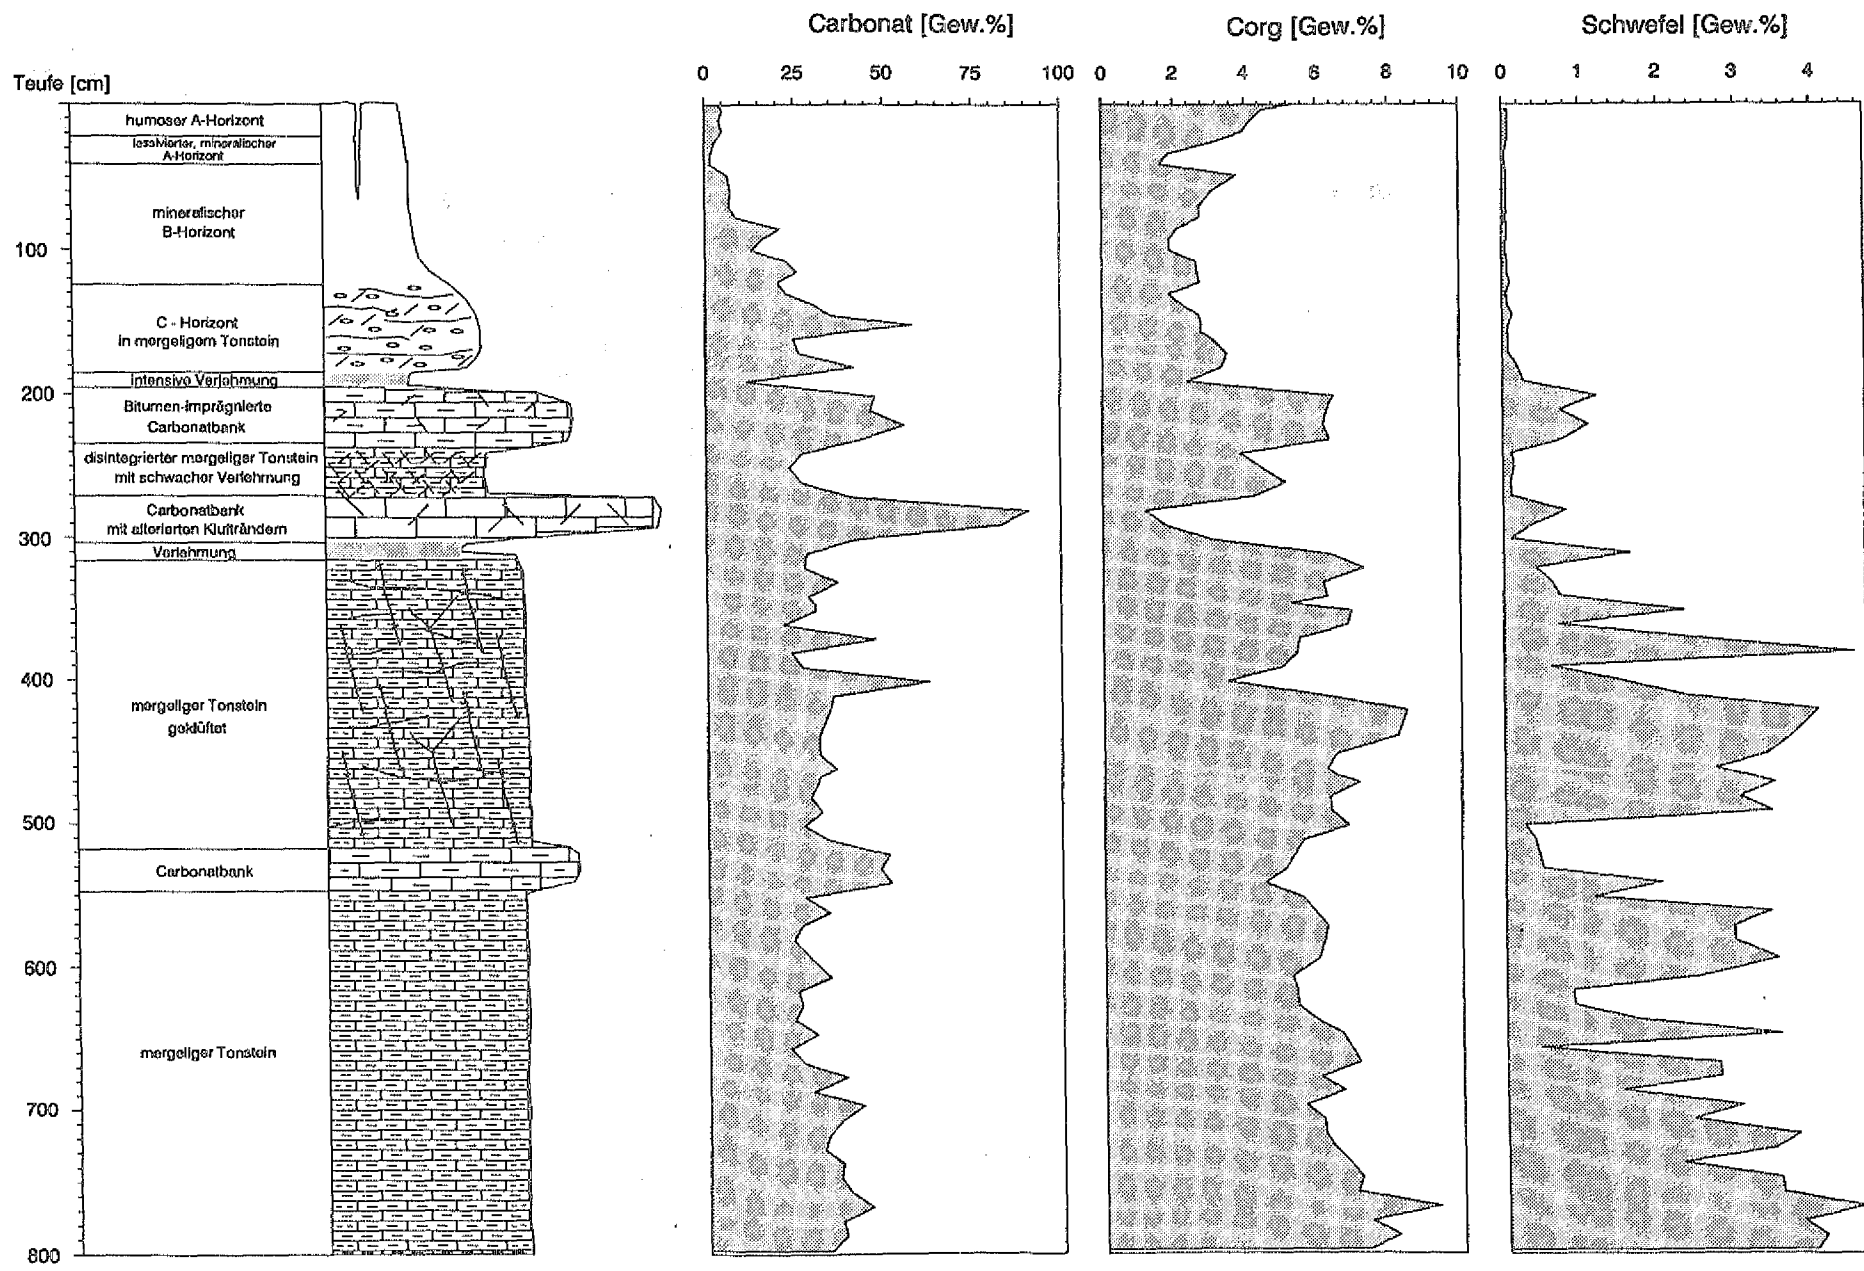 Carbonat [Gew.%]
Corg [Gew.%]
Schwefel [Gew.%]
0 25 50 75 100
0 2 4 6 8 10
0 1 2 3 4
Teufe [cm]
humoser A-Horizont
lessivierter, mineralischer
A-Horizont
mineralischer
B-Horizont
100
C - Horizont
in mergeligem Tonstein
intensive Verlehmung
200
Bitumen-imprägnierte
Carbonatbank
disintegrierter mergeliger Tonstein
mit schwacher Verlehmung
Carbonatbank
mit alterierten Klufträndern
300
Verlehmung
400
mergeliger Tonstein
geklüftet
500
Carbonatbank
600
mergeliger Tonstein
700
800